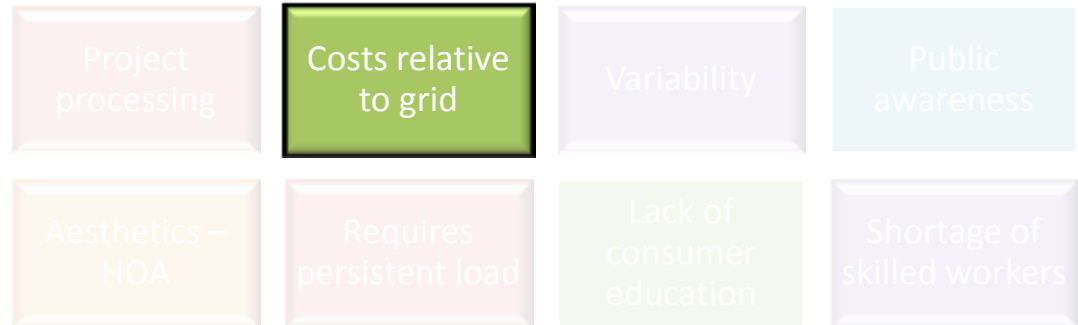 Project
processing
Costs relative
to grid
Variability
Public
awareness
Aesthetics –
HOA
Requires
persistent load
Lack of
consumer
education
Shortage of
skilled workers